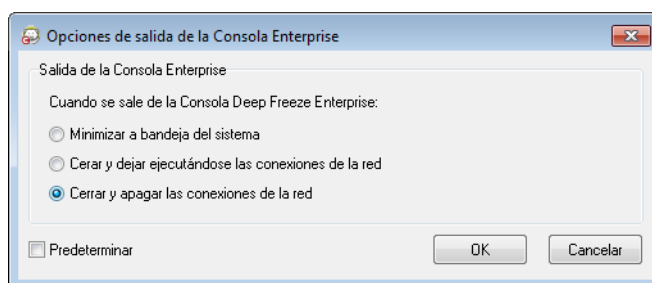 Opciones de salida de la Consola Enterprise
Salida de la Consola Enterprise
Cuando se sale de la Consola Deep Freeze Enterprise:
Minimizar a bandeja del sistema
Cerar y dejar ejecutándose las conexiones de la red
Cerrar y apagar las conexiones de la red
Predeterminar
OK
Cancelar